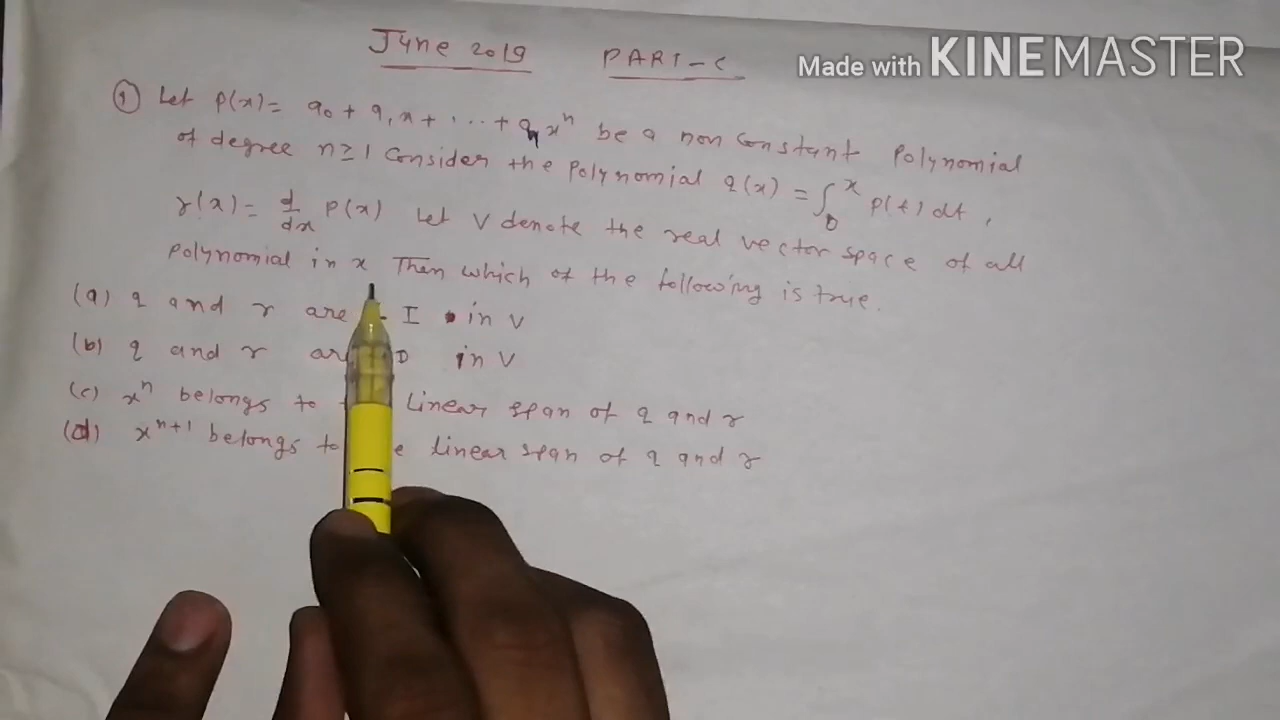 June 2019 PART-C
Made with KINEMASTER
① Let P(x)= a₀ + a₁x + ... + aₙxⁿ be a non constant Polynomial
of degree n≥1 Consider the Polynomial q(x) = ∫₀ˣ P(t) dt,
r(x)= d/dx P(x) Let V denote the real vector space of all
Polynomial in x Then which of the following is true.
(a) q and r are I in V
(b) q and r D in V
(c) xⁿ belongs to linear span of q and r
(d) xⁿ⁺¹ belongs to linear span of q and r